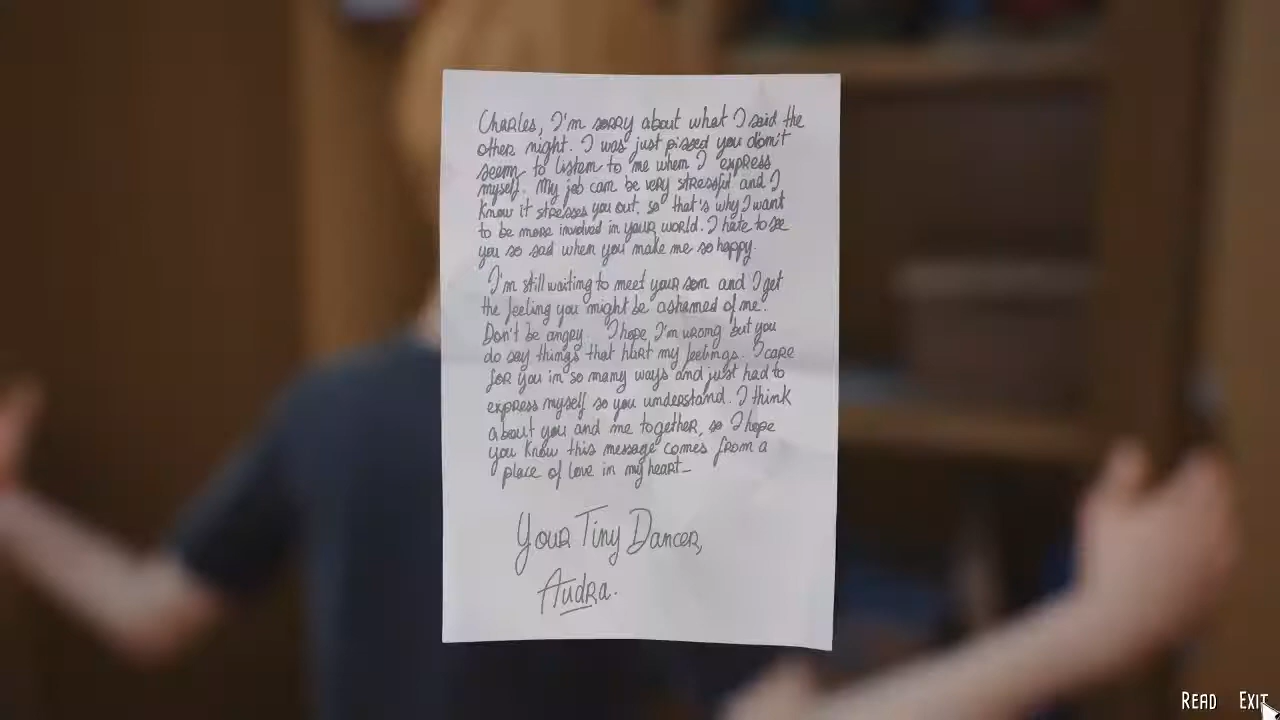 Charles, I'm sorry about what I said the
other night. I was just pissed you don't
seem to listen to me when I express
myself. My job can be very stressful and I
know it stresses you out, so that's why I want
to be more involved in your world. I hate to see
you so sad when you make me so happy.
I'm still waiting to meet your son and I get
the feeling you might be ashamed of me.
Don't be angry. I hope I'm wrong but you
do say things that hurt my feelings. I care
for you in so many ways and just had to
express myself so you understand. I think
about you and me together, so I hope
you know this message comes from a
place of love in my heart_
Your Tiny Dancer,
Audra.
Read Exit